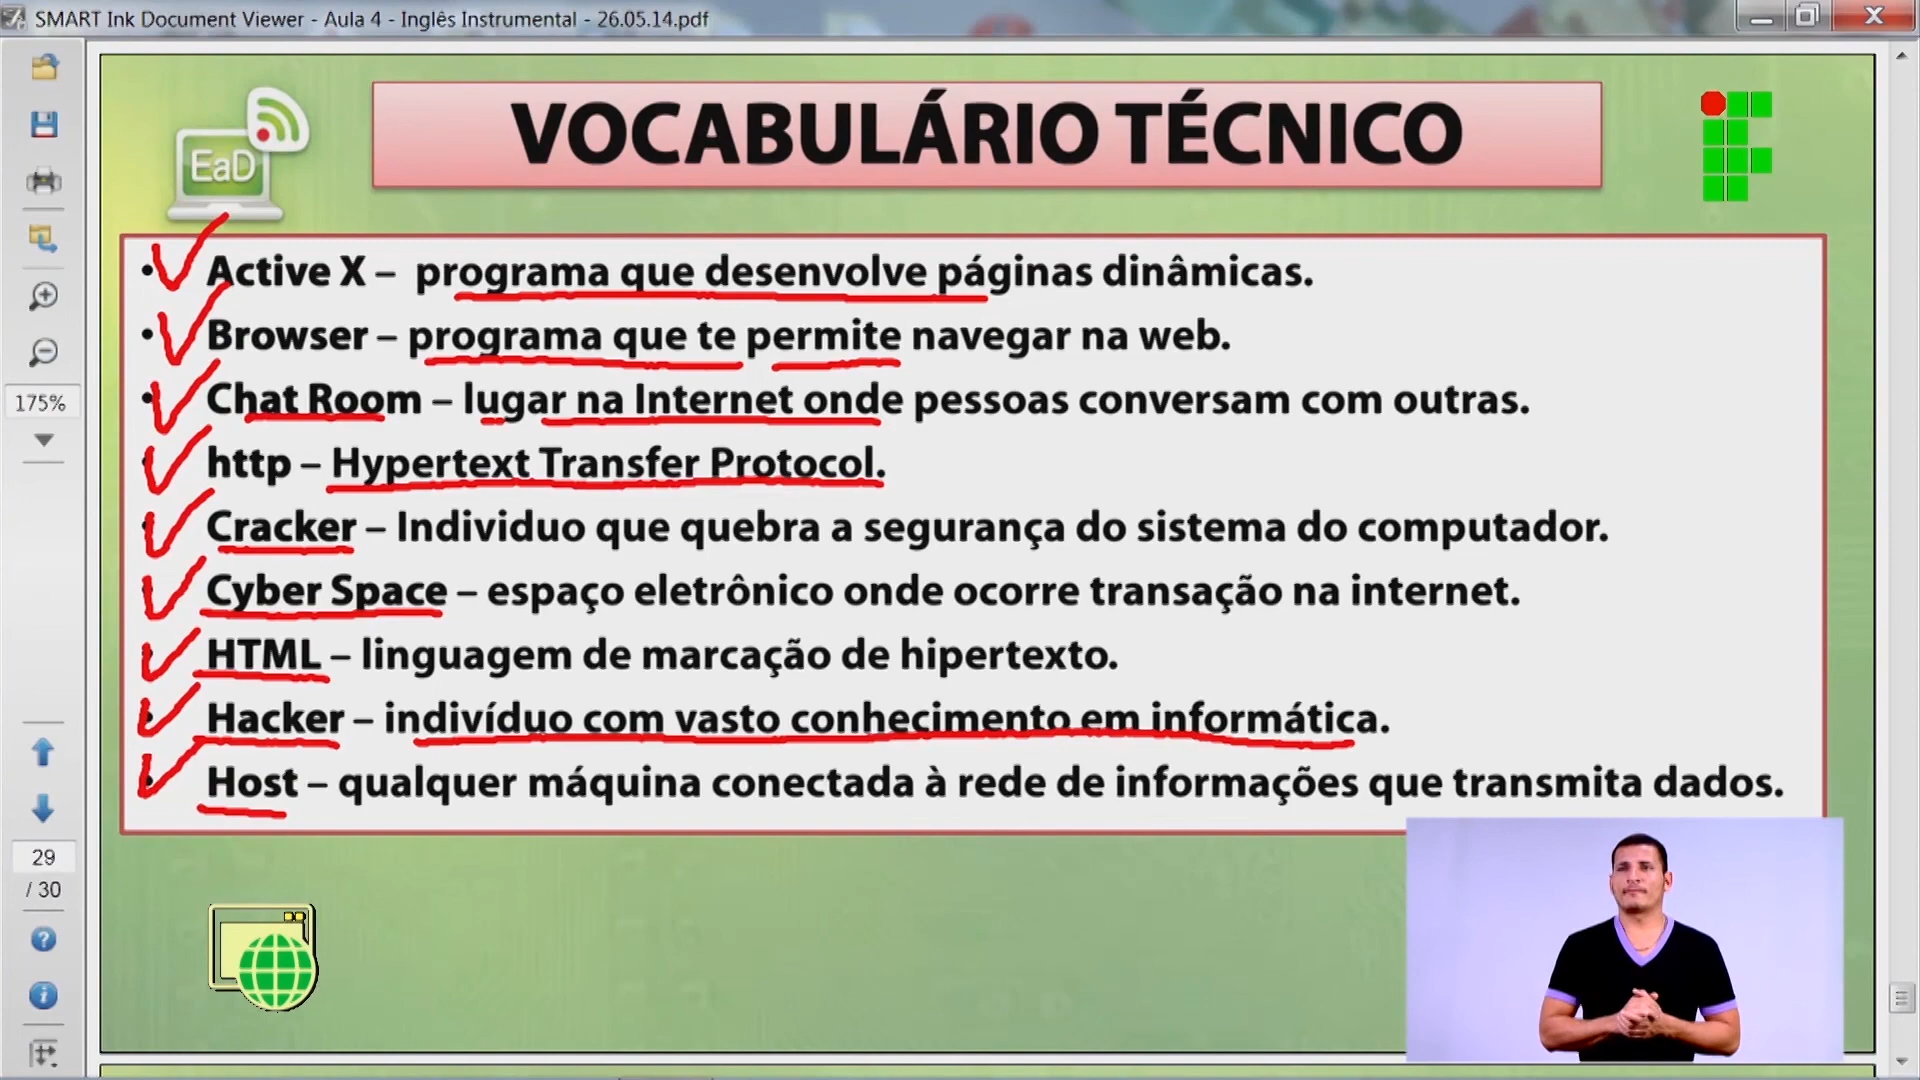 SMART Ink Document Viewer - Aula 4 - Inglês Instrumental - 26.05.14.pdf
EaD
VOCABULÁRIO TÉCNICO
• Active X – programa que desenvolve páginas dinâmicas.
• Browser – programa que te permite navegar na web.
• Chat Room – lugar na Internet onde pessoas conversam com outras.
• http – Hypertext Transfer Protocol.
• Cracker – Individuo que quebra a segurança do sistema do computador.
• Cyber Space – espaço eletrônico onde ocorre transação na internet.
• HTML – linguagem de marcação de hipertexto.
• Hacker – indivíduo com vasto conhecimento em informática.
• Host – qualquer máquina conectada à rede de informações que transmita dados.
175%
29
/ 30